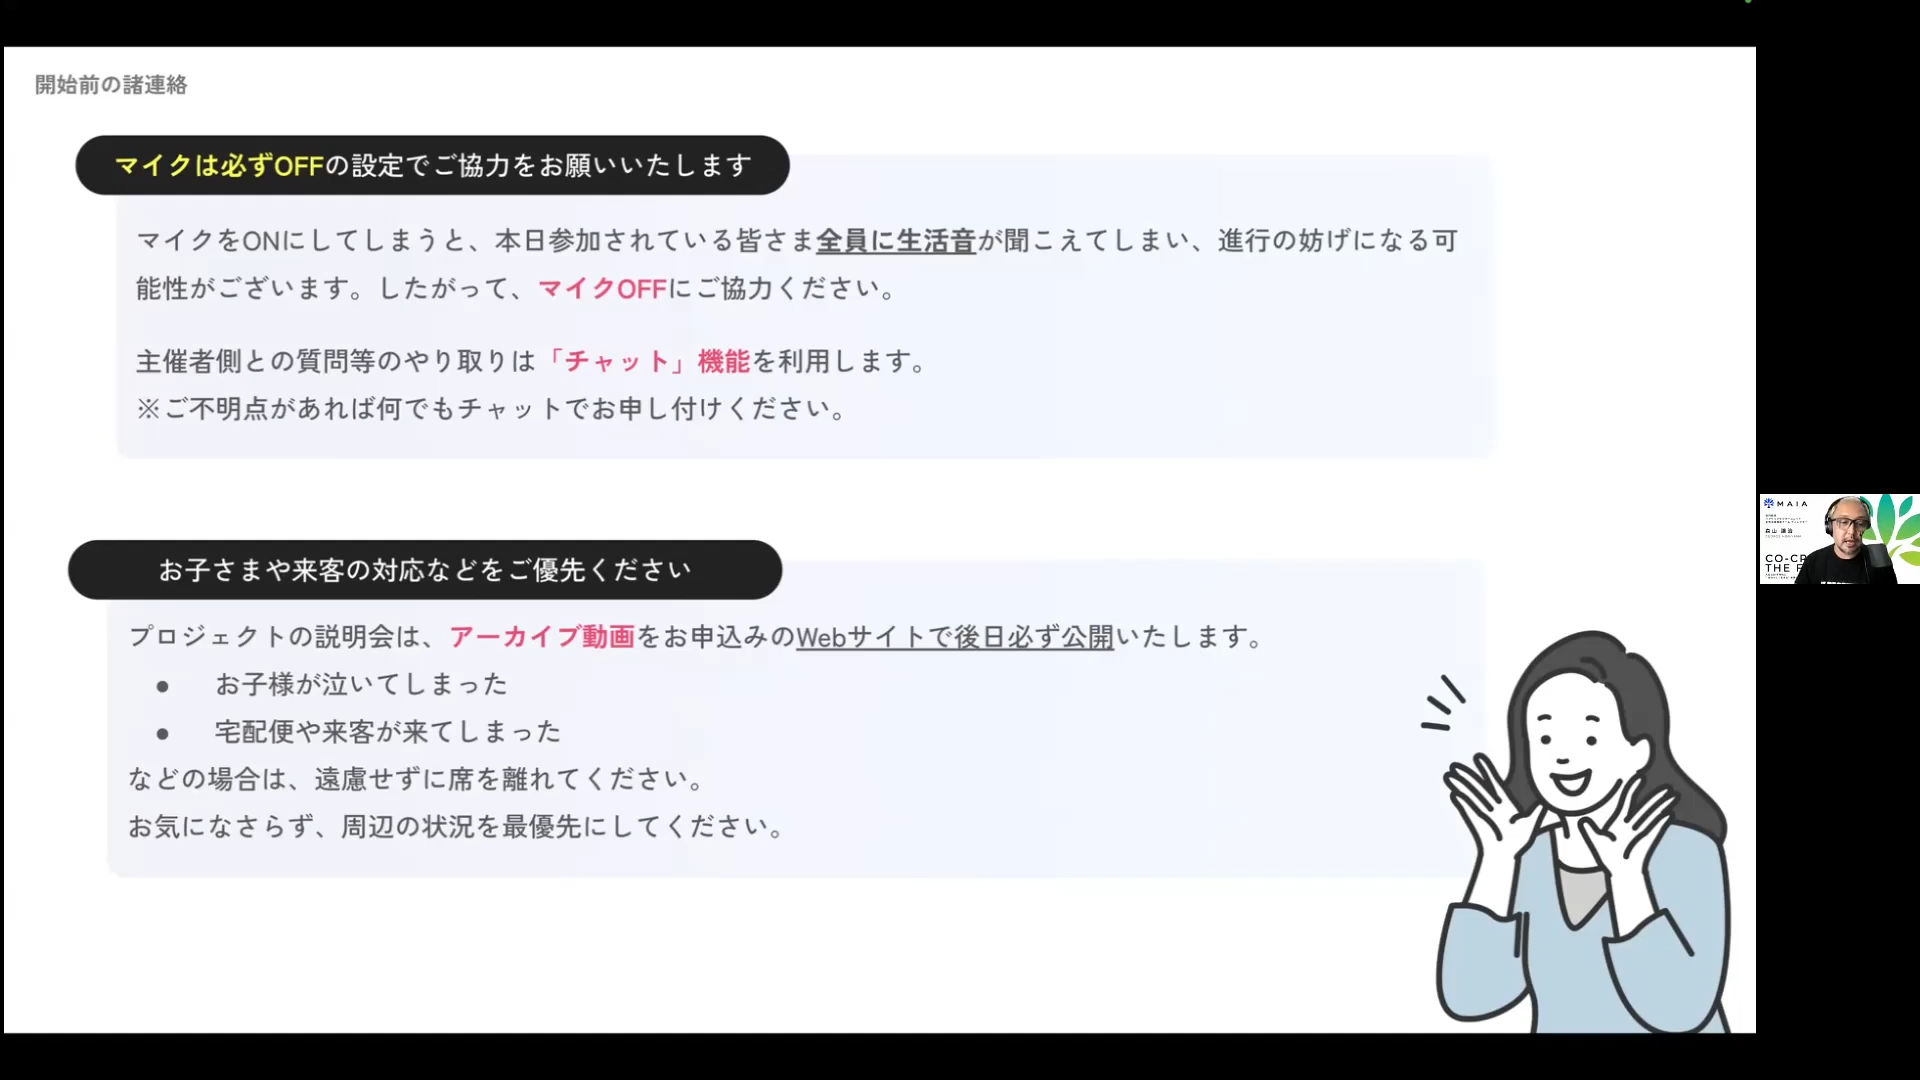 開始前の諸連絡
マイクは必ずOFFの設定でご協力をお願いいたします
マイクをONにしてしまうと、本日参加されている皆さま全員に生活音が聞こえてしまい、進行の妨げになる可
能性がございます。したがって、マイクOFFにご協力ください。
主催者側との質問等のやり取りは「チャット」機能を利用します。
※ご不明点があれば何でもチャットでお申し付けください。
お子さまや来客の対応などをご優先ください
プロジェクトの説明会は、アーカイブ動画をお申込みのWebサイトで後日必ず公開いたします。
● お子様が泣いてしまった
● 宅配便や来客が来てしまった
などの場合は、遠慮せずに席を離れてください。
お気になさらず、周辺の状況を最優先にしてください。
MAIA
CO-CR
THE F